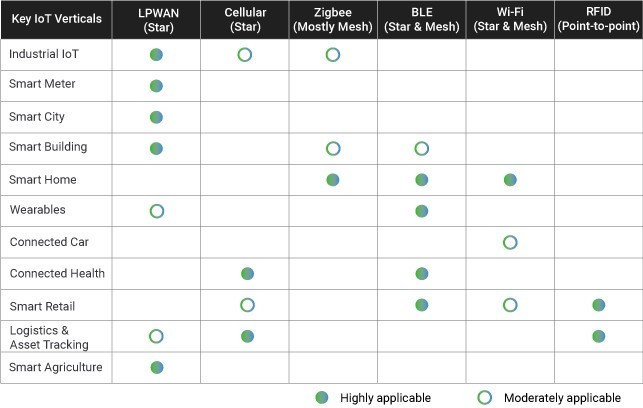 Key IoT Verticals
LPWAN
(Star)
Cellular
(Star)
Zigbee
(Mostly Mesh)
BLE
(Star & Mesh)
Wi-Fi
(Star & Mesh)
RFID
(Point-to-point)
Industrial IoT
Smart Meter
Smart City
Smart Building
Smart Home
Wearables
Connected Car
Connected Health
Smart Retail
Logistics &
Asset Tracking
Smart Agriculture
Highly applicable
Moderately applicable